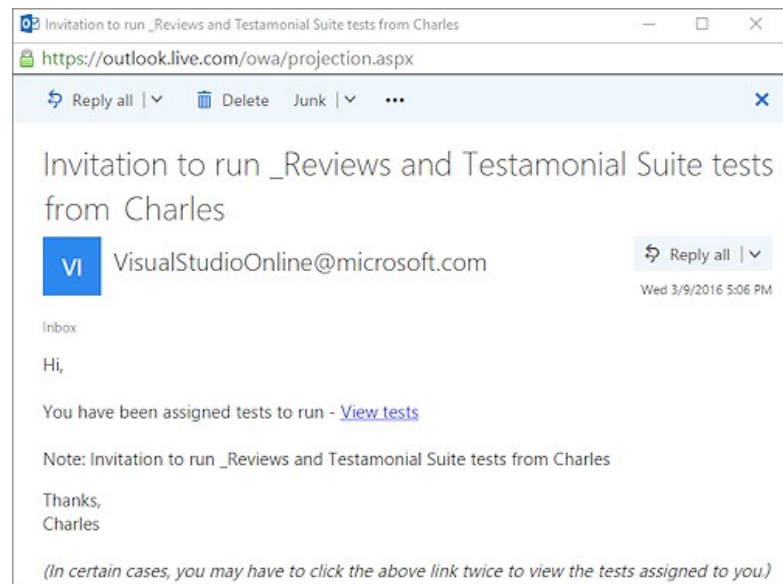 Invitation to run _Reviews and Testamonial Suite tests from Charles
https://outlook.live.com/owa/projection.aspx
Reply all | Delete Junk | •••
Invitation to run _Reviews and Testamonial Suite tests
from Charles
VI
VisualStudioOnline@microsoft.com
Reply all |
Wed 3/9/2016 5:06 PM
Inbox
Hi,
You have been assigned tests to run - View tests
Note: Invitation to run _Reviews and Testamonial Suite tests from Charles
Thanks,
Charles
(In certain cases, you may have to click the above link twice to view the tests assigned to you.)